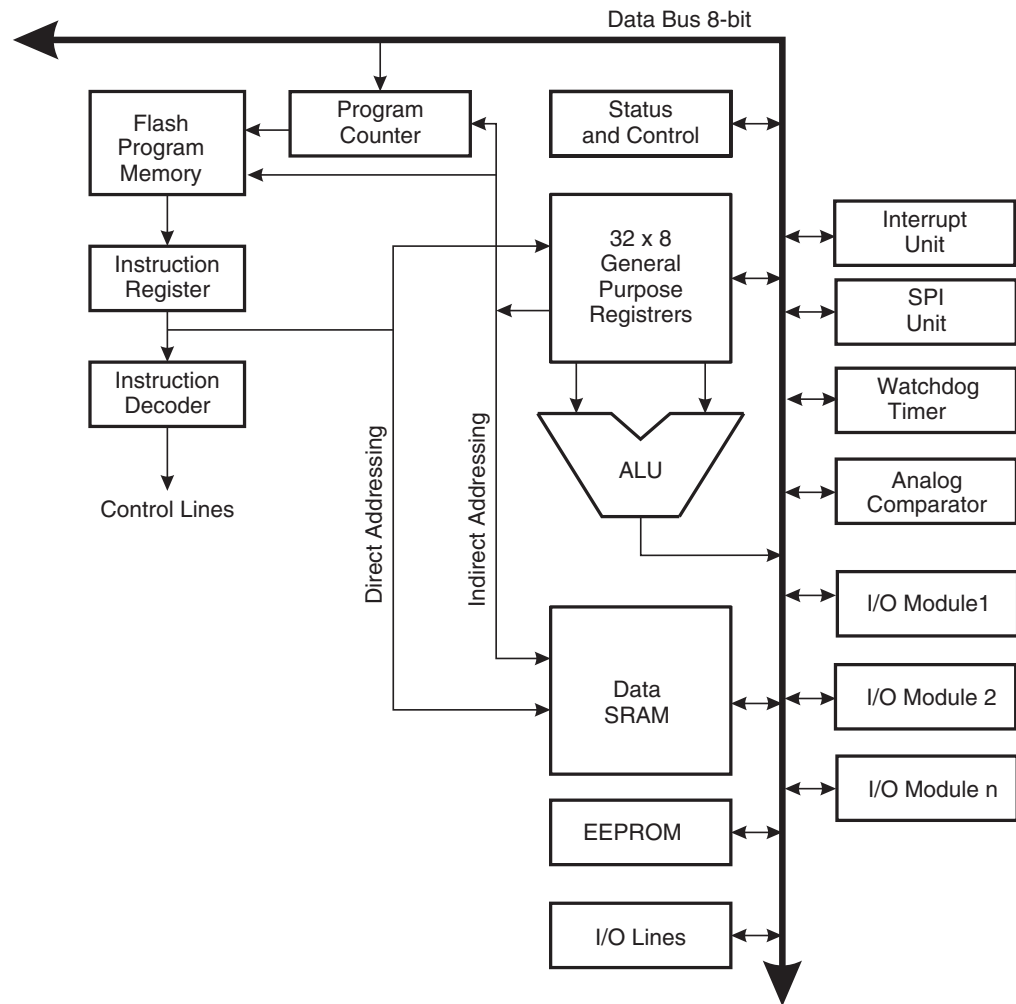 Data Bus 8-bit
Flash
Program
Memory
Program
Counter
Status
and Control
Interrupt
Unit
32 x 8
General
Purpose
Registrers
Instruction
Register
SPI
Unit
Instruction
Decoder
Watchdog
Timer
ALU
Analog
Comparator
Control Lines
Direct Addressing
Indirect Addressing
I/O Module1
Data
SRAM
I/O Module 2
I/O Module n
EEPROM
I/O Lines